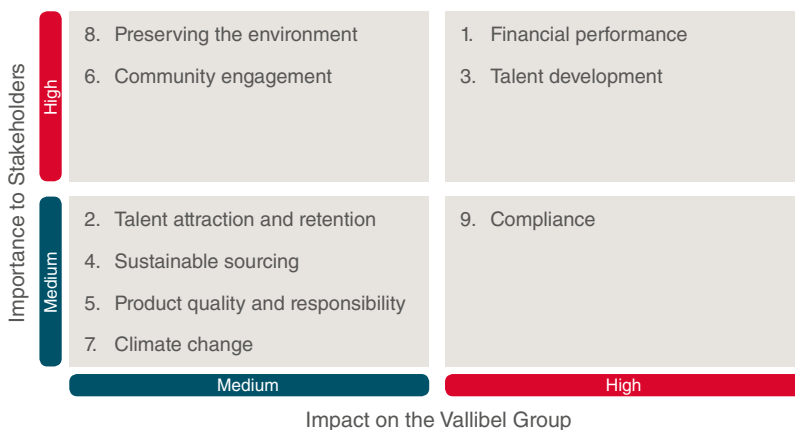 Importance to Stakeholders
High
8. Preserving the environment
6. Community engagement
1. Financial performance
3. Talent development
Medium
2. Talent attraction and retention
4. Sustainable sourcing
5. Product quality and responsibility
7. Climate change
9. Compliance
Medium
High
Impact on the Vallibel Group